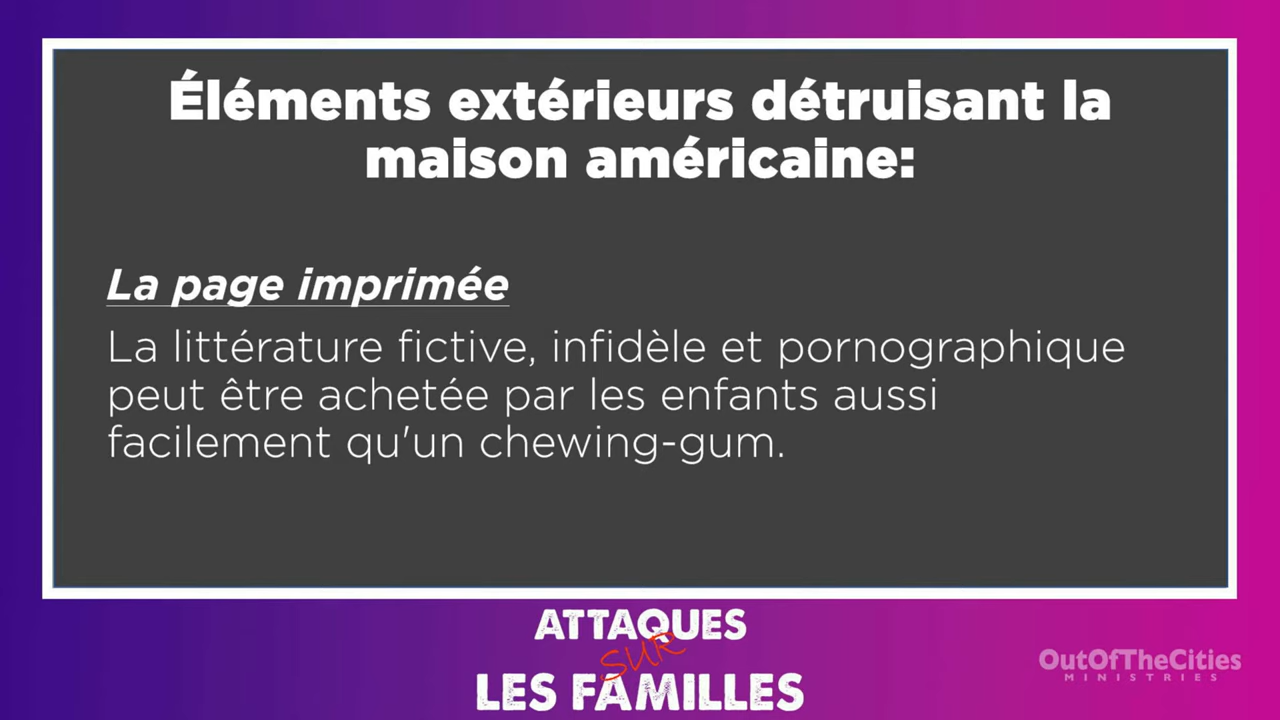 Éléments extérieurs détruisant la
maison américaine:
La page imprimée
La littérature fictive, infidèle et pornographique
peut être achetée par les enfants aussi
facilement qu'un chewing-gum.
ATTAQUES
SUR
LES FAMILLES
OutOfTheCities
MINISTRIES